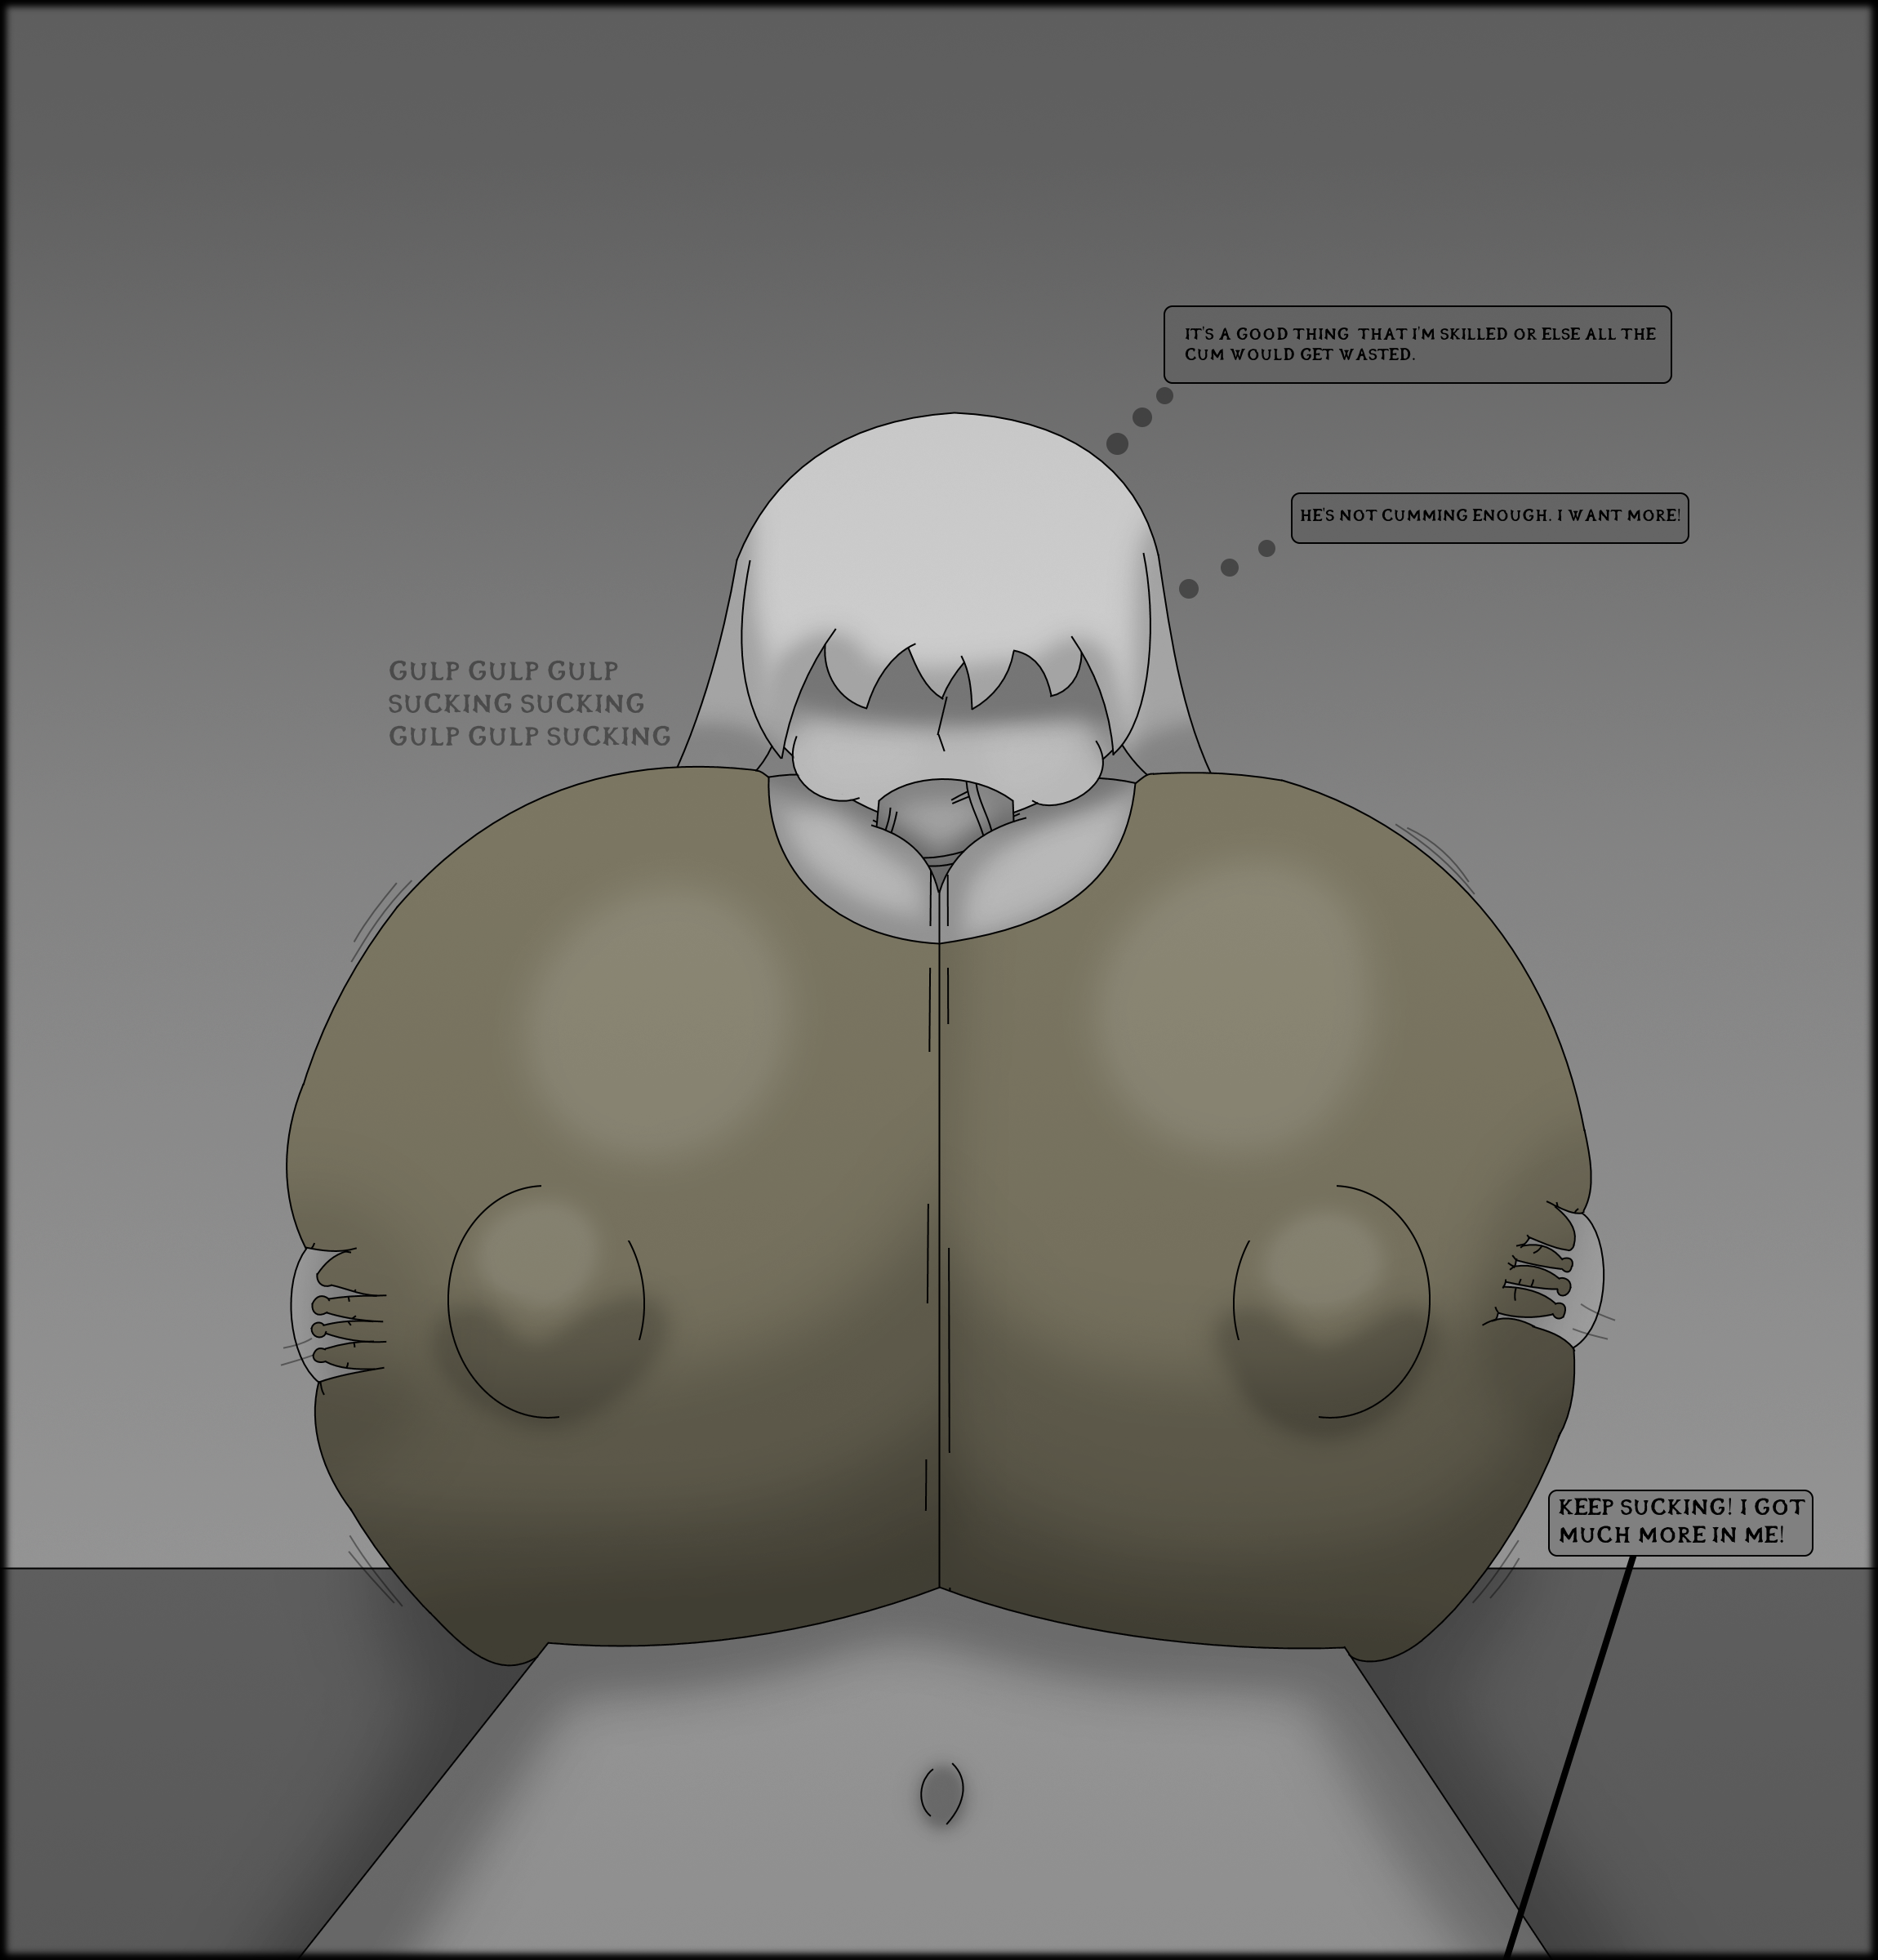 IT'S A GOOD THING THAT I'M SKILLED OR ELSE ALL THE
CUM WOULD GET WASTED.
HE'S NOT CUMMING ENOUGH. I WANT MORE!
GULP GULP GULP
SUCKING SUCKING
GULP GULP SUCKING
KEEP SUCKING! I GOT
MUCH MORE IN ME!